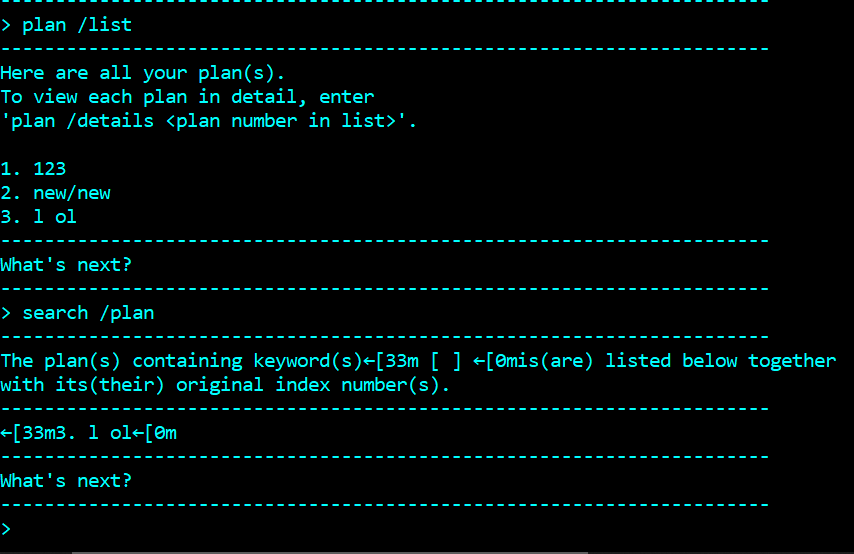 --------------------------------------------------------------------
> plan /list
----------------------------------------------------------------------
Here are all your plan(s).
To view each plan in detail, enter
'plan /details <plan number in list>'.
1. 123
2. new/new
3. l ol
----------------------------------------------------------------------
What's next?
----------------------------------------------------------------------
> search /plan
----------------------------------------------------------------------
The plan(s) containing keyword(s)←[33m [ ] ←[0mis(are) listed below together
with its(their) original index number(s).
----------------------------------------------------------------------
←[33m3. l ol←[0m
----------------------------------------------------------------------
What's next?
----------------------------------------------------------------------
>